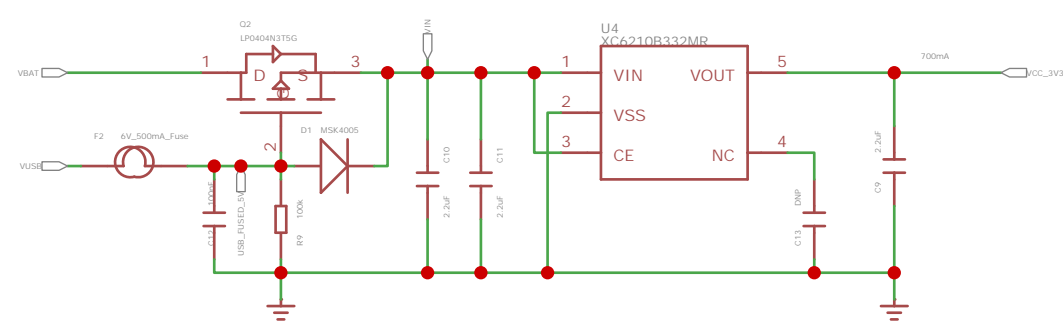 Q2
LP0404N3T5G
VBAT
1
D
S
G
3
2
VIN
U4
XC6210B332MR
1
VIN
VOUT
5
700mA
VCC_3V3
2
VSS
3
CE
NC
4
F2
6V_500mA_Fuse
VUSB
D1
MSK4005
100nF
C12
USB_FUSED_5V
100k
R9
C10
2.2uF
C11
2.2uF
DNP
C13
2.2uF
C9